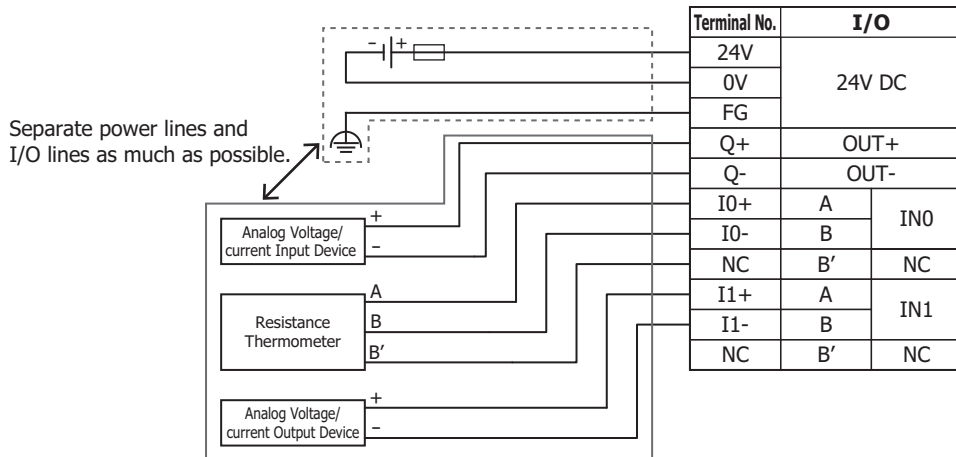 Terminal No. I/O
24V
0V 24V DC
FG
Q+ OUT+
Q- OUT-
I0+ A IN0
I0- B
NC B′ NC
I1+ A IN1
I1- B
NC B′ NC
– +
Separate power lines and
I/O lines as much as possible.
Analog Voltage/
current Input Device
+
–
Resistance
Thermometer
A
B
B′
Analog Voltage/
current Output Device
+
–